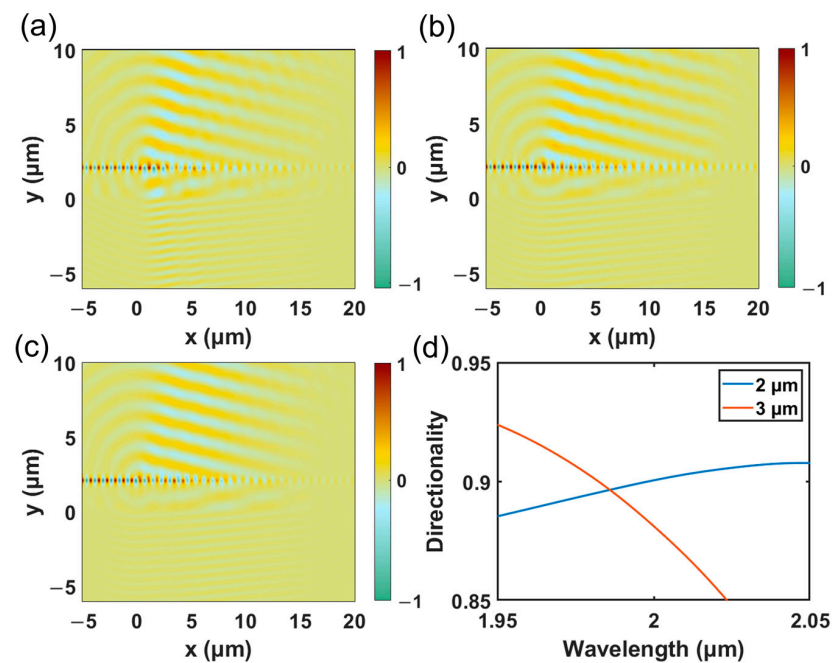 (a)
10
5
0
−5
y (μm)
−5 0 5 10 15 20
x (μm)
1
0
−1
(b)
10
5
0
−5
y (μm)
−5 0 5 10 15 20
x (μm)
1
0
−1
(c)
10
5
0
−5
y (μm)
−5 0 5 10 15 20
x (μm)
1
0
−1
(d)
0.95
0.9
0.85
Directionality
2 μm
3 μm
1.95 2 2.05
Wavelength (μm)